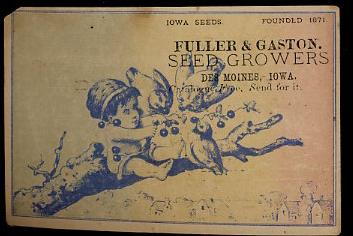 IOWA SEEDS. FOUNDED 1871.
FULLER & GASTON.
SEED GROWERS
DES MOINES, IOWA.
Catalogue Free. Send for it.